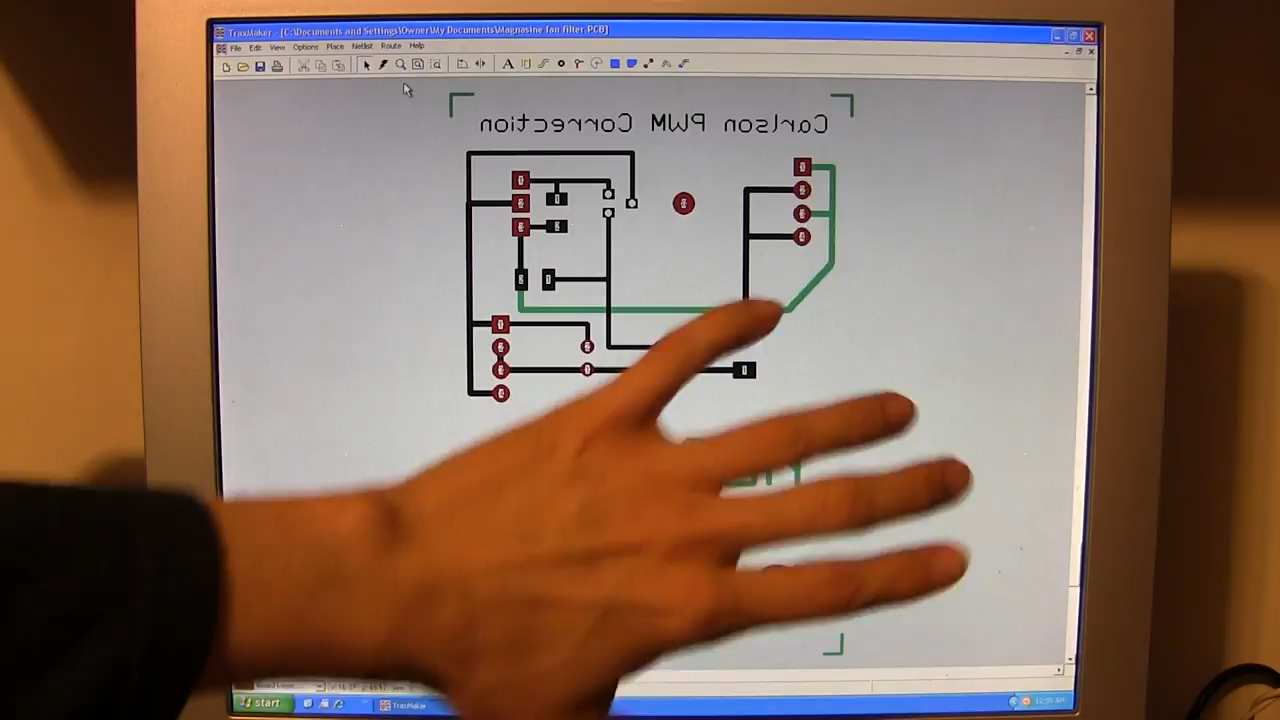 TraxMaker - [C:\Documents and Settings\Owner\My Documents\Magnasine fan filter.PCB]
File Edit View Options Place Netlist Route Help
A
Carlson PWM Correction
start
TraxMaker